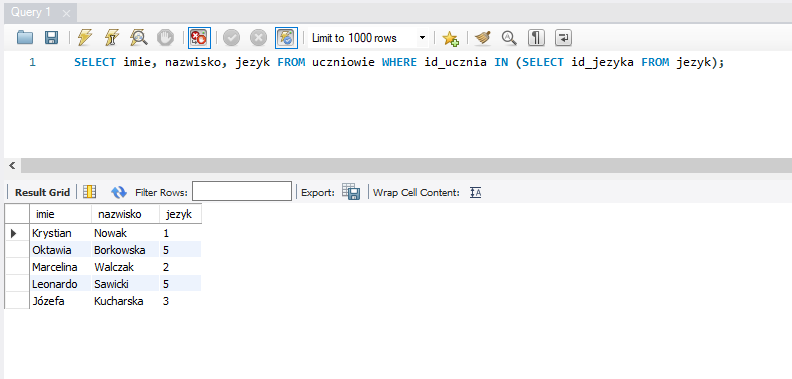 Query 1
Limit to 1000 rows
1 SELECT imie, nazwisko, jezyk FROM uczniowie WHERE id_ucznia IN (SELECT id_jezyka FROM jezyk);
Result Grid Filter Rows: Export: Wrap Cell Content:
imie nazwisko jezyk
Krystian Nowak 1
Oktawia Borkowska 5
Marcelina Walczak 2
Leonardo Sawicki 5
Józefa Kucharska 3